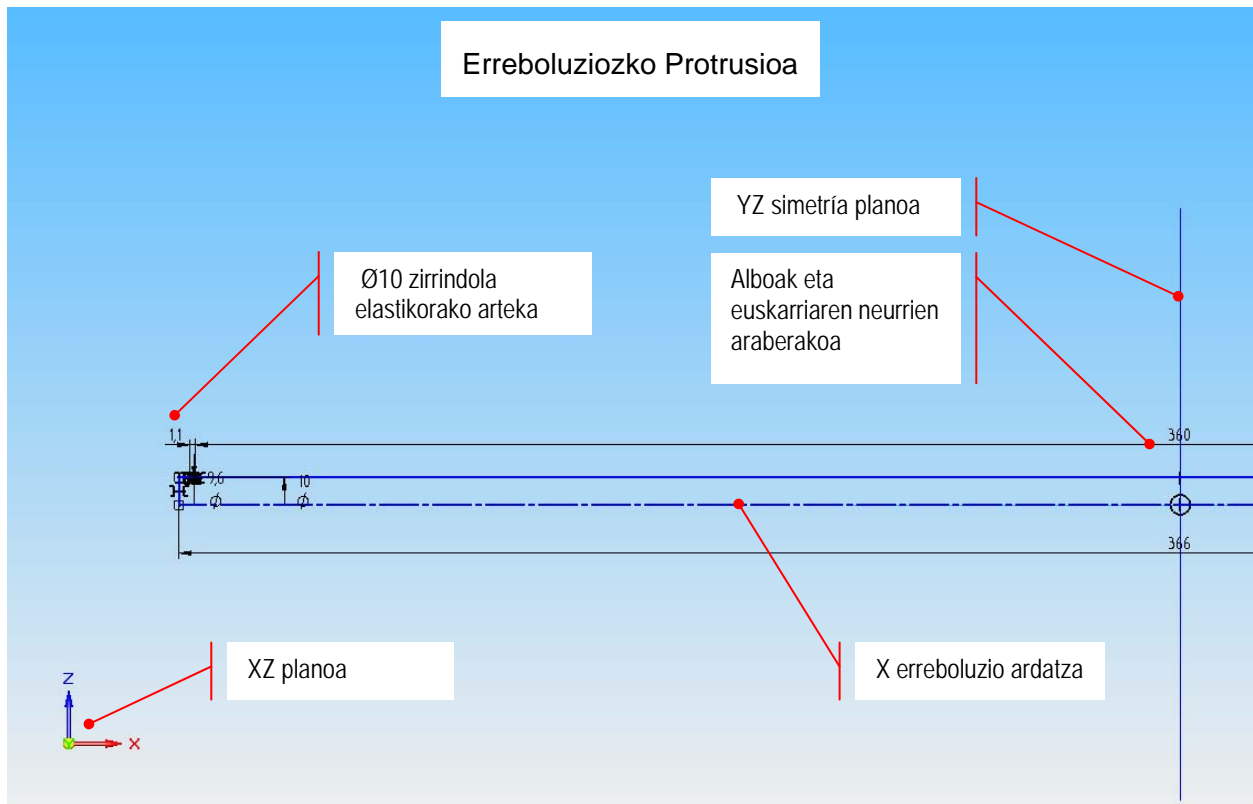 Erreboluziozko Protrusioa
YZ simetría planoa
Ø10 zirrindola
elastikorako arteka
Alboak eta
euskarriaren neurrien
araberakoa
1,1
360
9,6
Ø
10
Ø
366
XZ planoa
X erreboluzio ardatza
Z
X